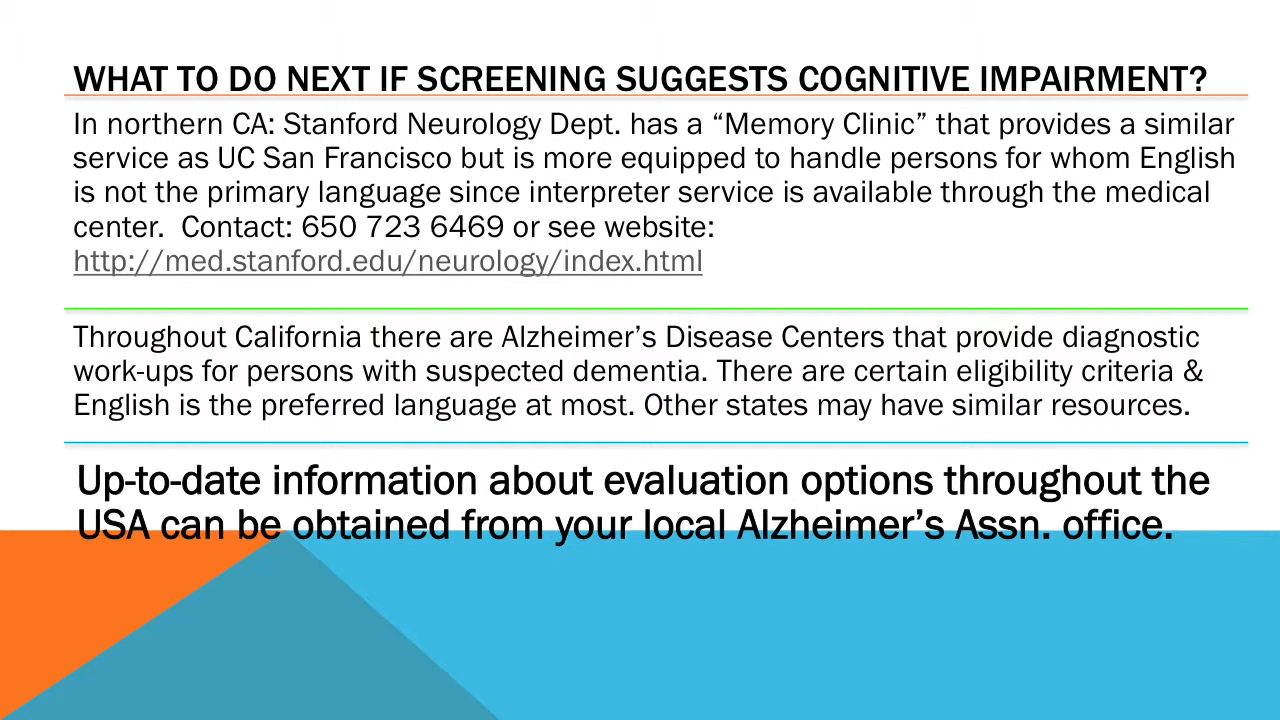 WHAT TO DO NEXT IF SCREENING SUGGESTS COGNITIVE IMPAIRMENT?
In northern CA: Stanford Neurology Dept. has a “Memory Clinic” that provides a similar
service as UC San Francisco but is more equipped to handle persons for whom English
is not the primary language since interpreter service is available through the medical
center.  Contact: 650 723 6469 or see website:
http://med.stanford.edu/neurology/index.html
Throughout California there are Alzheimer’s Disease Centers that provide diagnostic
work-ups for persons with suspected dementia. There are certain eligibility criteria &
English is the preferred language at most. Other states may have similar resources.
Up-to-date information about evaluation options throughout the
USA can be obtained from your local Alzheimer’s Assn. office.